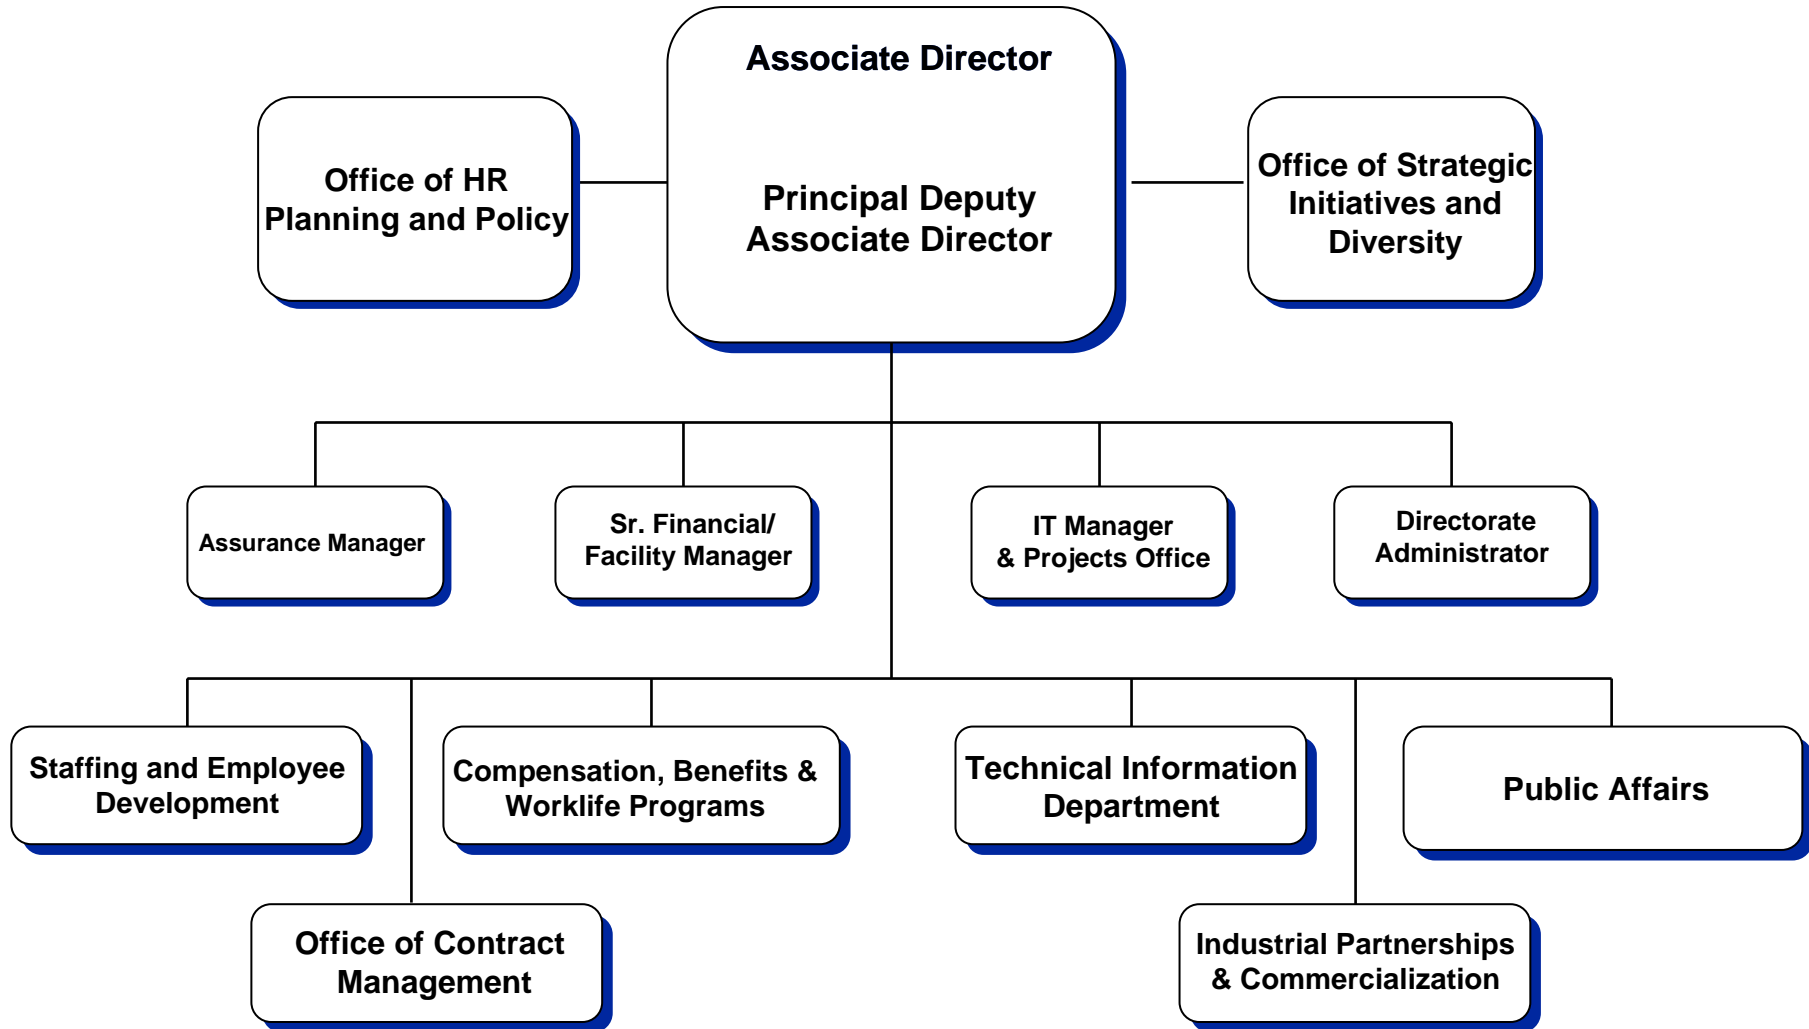 Associate Director
Office of HR
Planning and Policy
Principal Deputy
Associate Director
Office of Strategic
Initiatives and
Diversity
Assurance Manager
Sr. Financial/
Facility Manager
IT Manager
& Projects Office
Directorate
Administrator
Staffing and Employee
Development
Compensation, Benefits &
Worklife Programs
Technical Information
Department
Public Affairs
Office of Contract
Management
Industrial Partnerships
& Commercialization